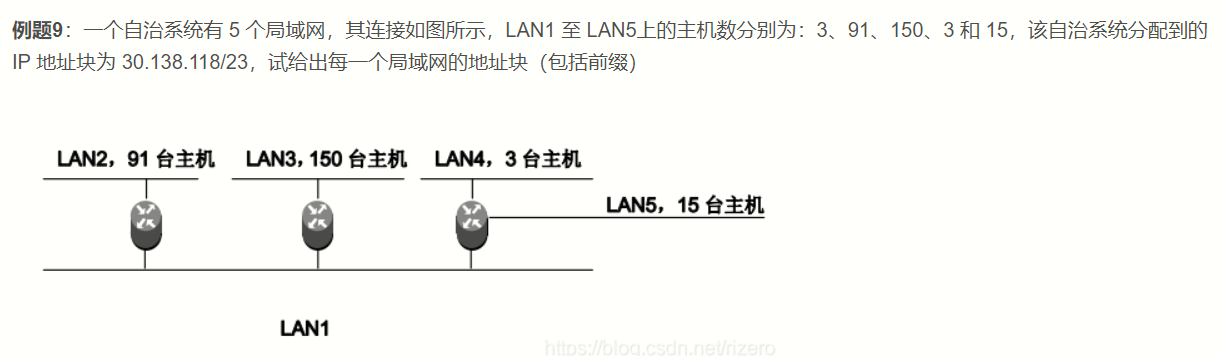 例题9：一个自治系统有 5 个局域网，其连接如图所示，LAN1 至 LAN5上的主机数分别为：3、91、150、3 和 15，该自治系统分配到的
IP 地址块为 30.138.118/23，试给出每一个局域网的地址块（包括前缀）
LAN2，91 台主机 LAN3，150 台主机 LAN4，3 台主机
LAN5，15 台主机
LAN1
https://blog.csdn.net/rizero